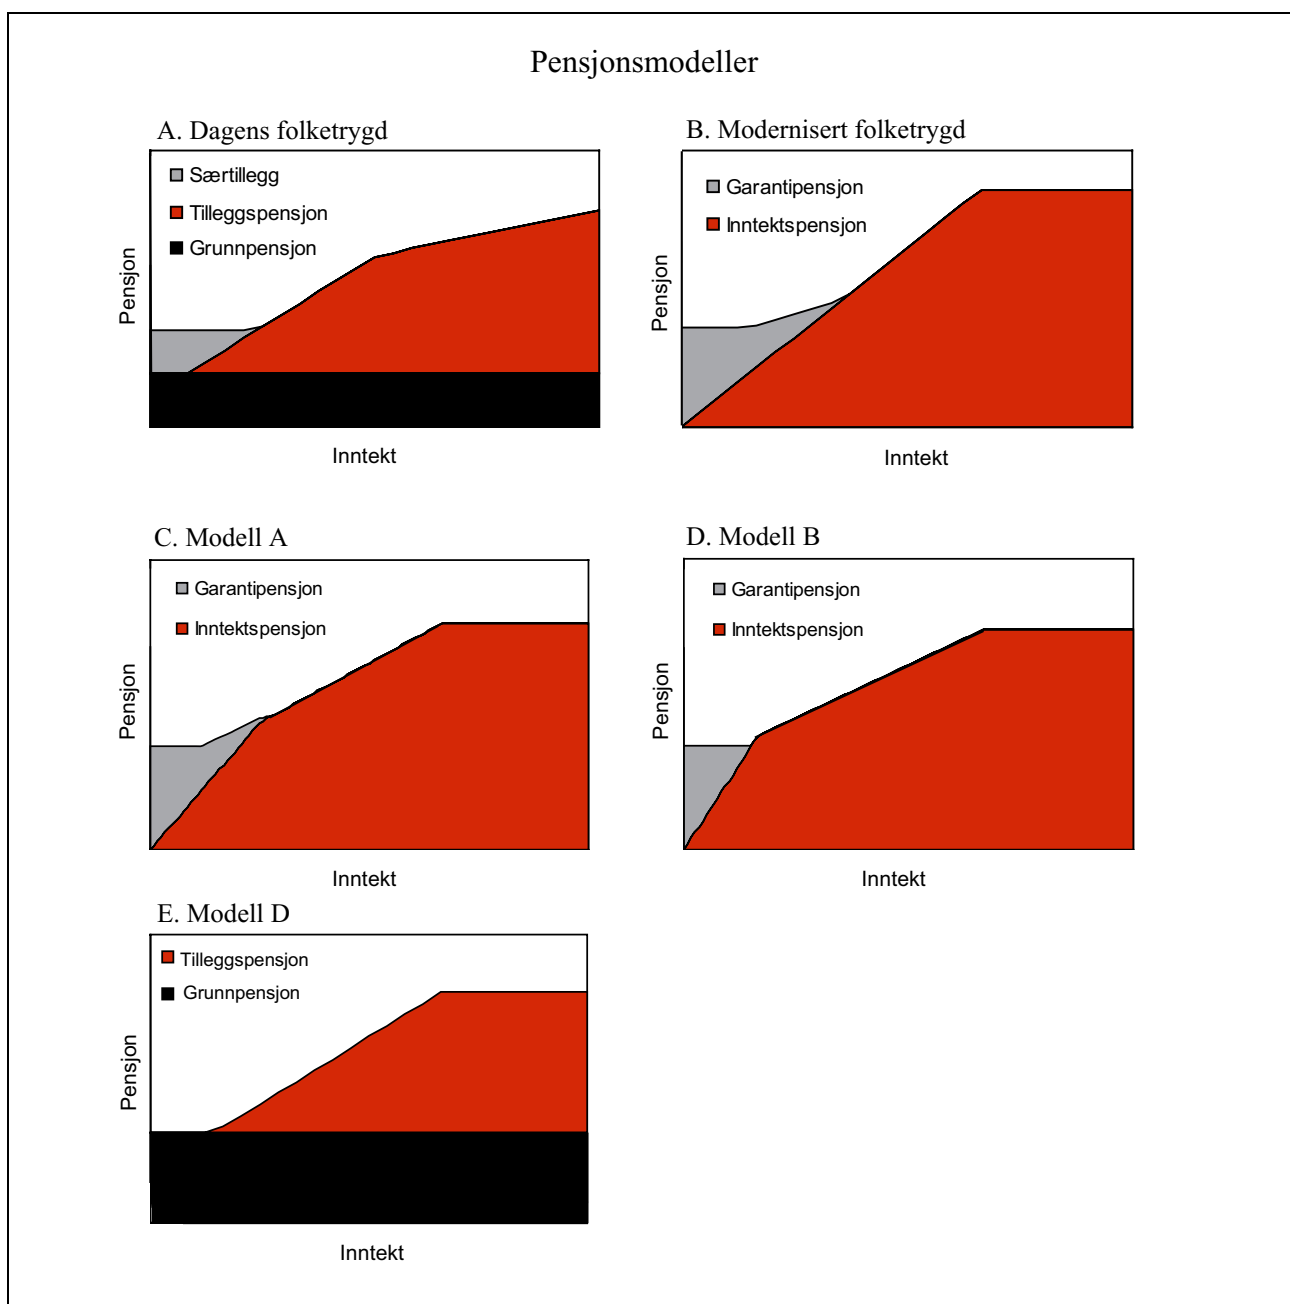 Pensjonsmodeller
A. Dagens folketrygd
Særtillegg
Tilleggspensjon
Grunnpensjon
Pensjon
Inntekt
B. Modernisert folketrygd
Garantipensjon
Inntektspensjon
Pensjon
Inntekt
C. Modell A
Garantipensjon
Inntektspensjon
Pensjon
Inntekt
D. Modell B
Garantipensjon
Inntektspensjon
Pensjon
Inntekt
E. Modell D
Tilleggspensjon
Grunnpensjon
Pensjon
Inntekt